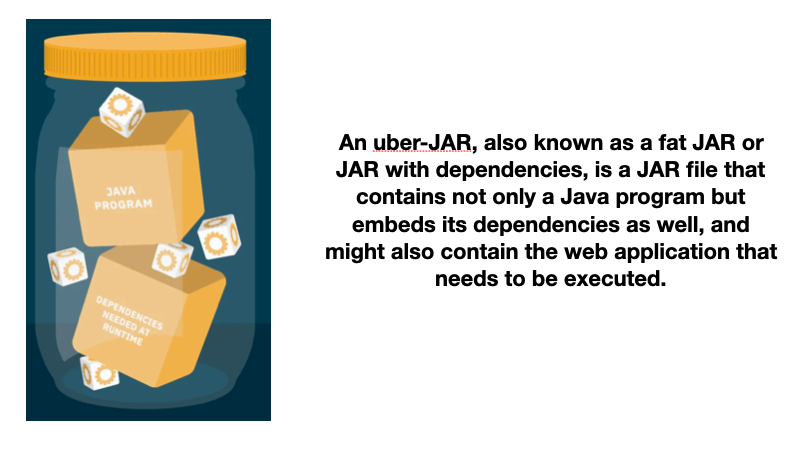 JAVA
PROGRAM
DEPENDENCIES
NEEDED AT
RUNTIME
An uber-JAR, also known as a fat JAR or
JAR with dependencies, is a JAR file that
contains not only a Java program but
embeds its dependencies as well, and
might also contain the web application that
needs to be executed.